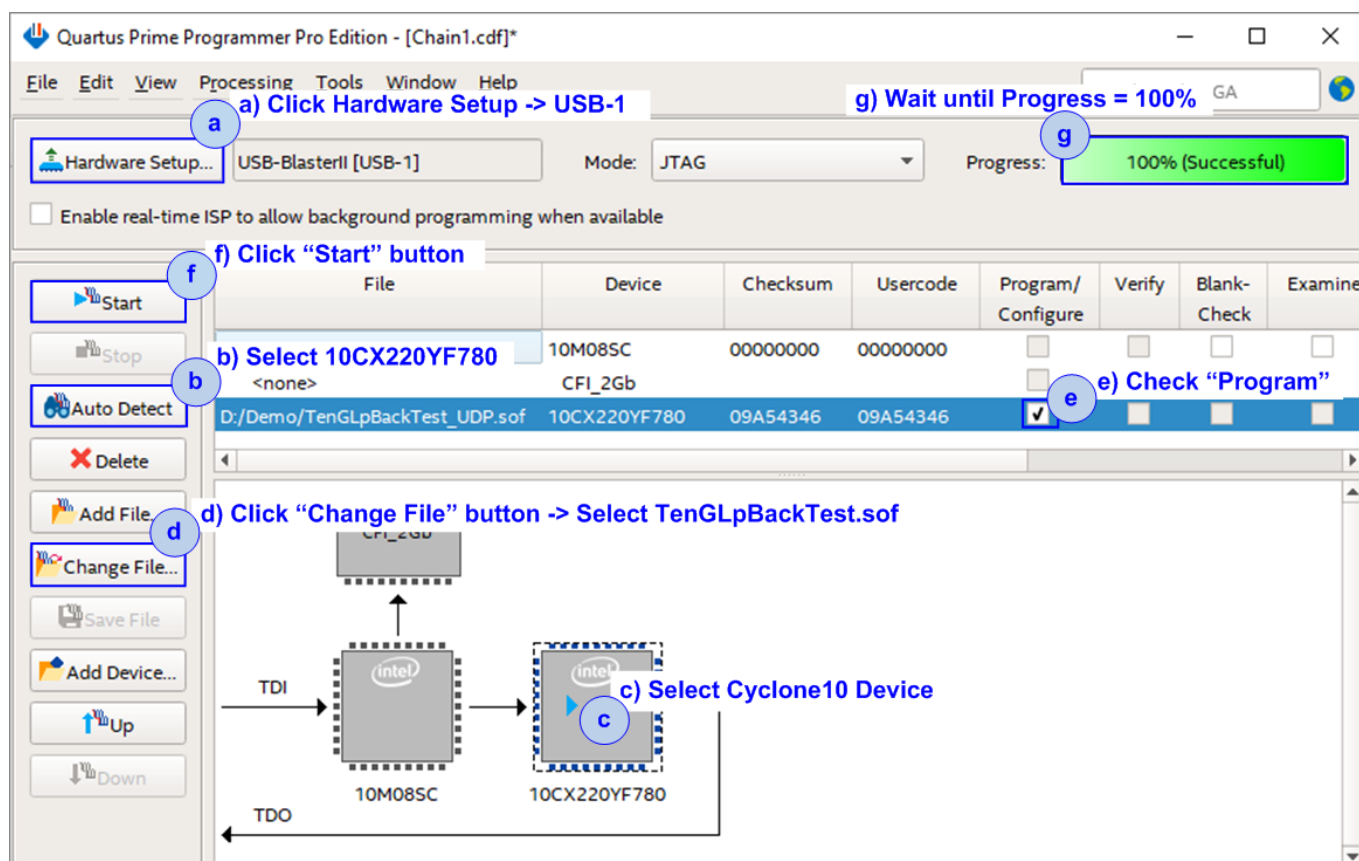 Quartus Prime Programmer Pro Edition - [Chain1.cdf]*
File Edit View Processing Tools Window Help
GA
a) Click Hardware Setup -> USB-1
g) Wait until Progress = 100%
a
g
Hardware Setup...
USB-BlasterII [USB-1]
Mode:
JTAG
Progress:
100% (Successful)
Enable real-time ISP to allow background programming when available
f) Click “Start” button
f
Start
Stop
b
Auto Detect
Delete
Add File...
d
Change File...
Save File
Add Device...
Up
Down
File Device Checksum Usercode Program/ Configure Verify Blank- Check Examine
b) Select 10CX220YF780
10M08SC 00000000 00000000
<none> CFI_2Gb
e) Check “Program”
e
D:/Demo/TenGLpBackTest_UDP.sof 10CX220YF780 09A54346 09A54346
d) Click “Change File” button -> Select TenGLpBackTest.sof
CFI_2Gb
TDI
intel
intel
c) Select Cyclone10 Device
c
10M08SC
10CX220YF780
TDO